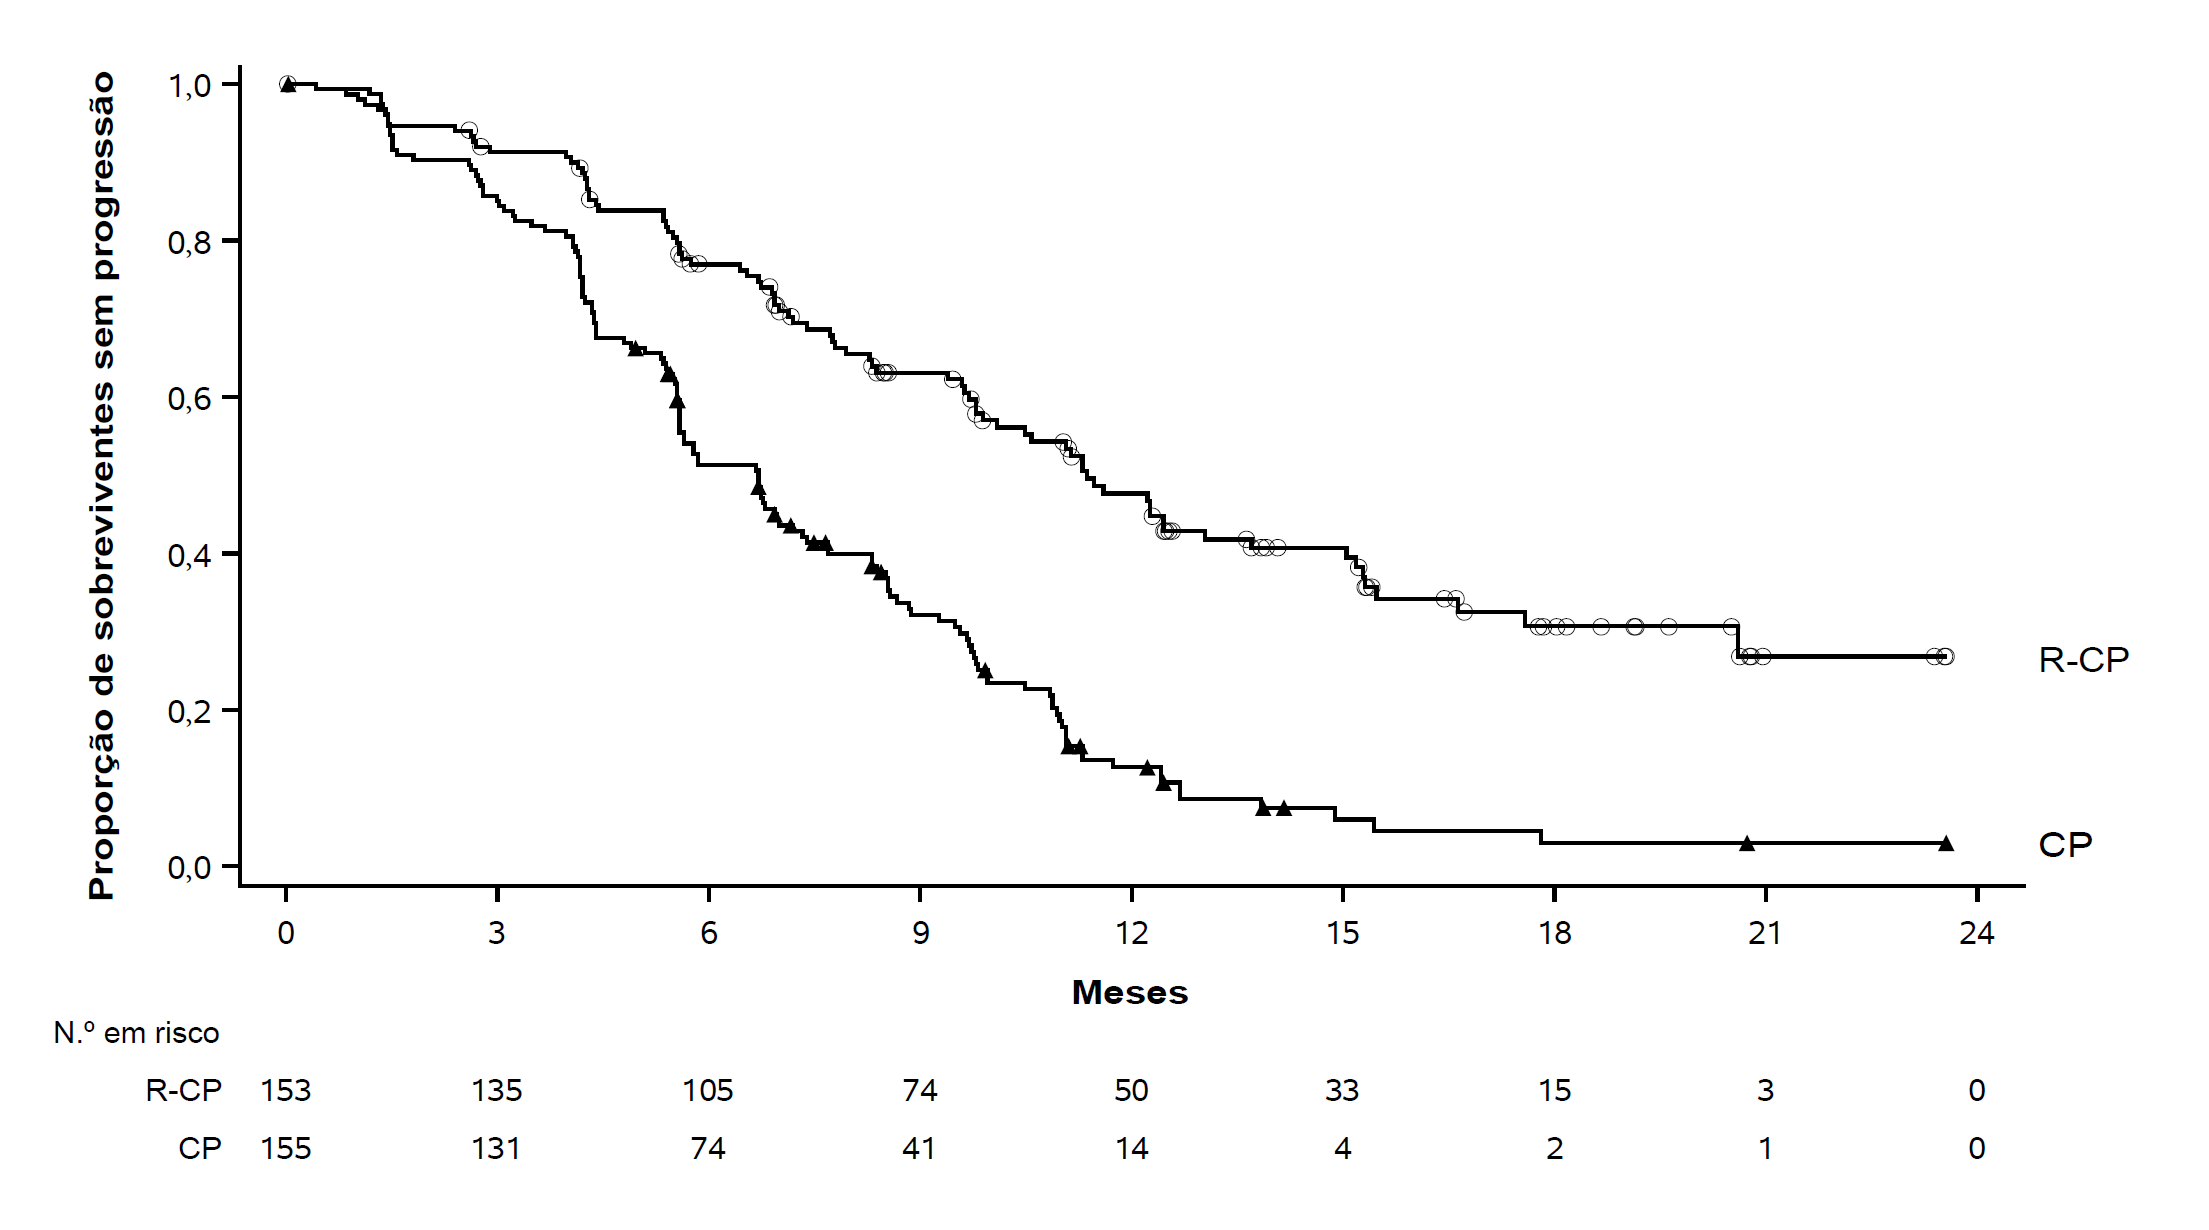 Proporção de sobreviventes sem progressão
1,0
0,8
0,6
0,4
0,2
0,0
R-CP
CP
0 3 6 9 12 15 18 21 24
Meses
N.º em risco
R-CP 153 135 105 74 50 33 15 3 0
CP 155 131 74 41 14 4 2 1 0